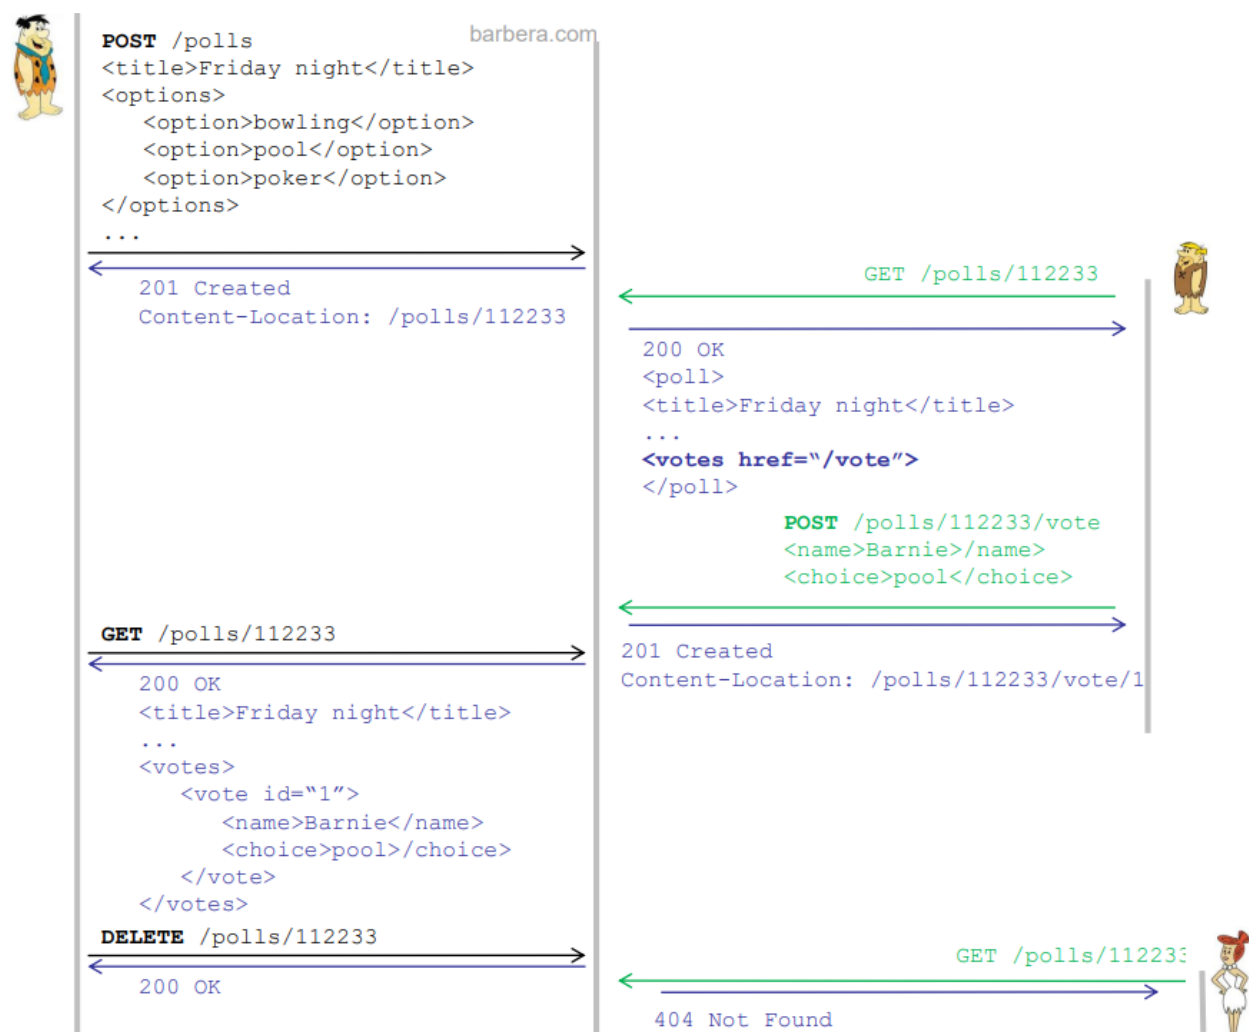 barbera.com
POST /polls
<title>Friday night</title>
<options>
<option>bowling</option>
<option>pool</option>
<option>poker</option>
</options>
...
201 Created
Content-Location: /polls/112233
GET /polls/112233
200 OK
<poll>
<title>Friday night</title>
...
<votes href=“/vote”>
</poll>
POST /polls/112233/vote
<name>Barnie>/name>
<choice>pool</choice>
201 Created
Content-Location: /polls/112233/vote/1
GET /polls/112233
200 OK
<title>Friday night</title>
...
<votes>
<vote id=“1”>
<name>Barnie</name>
<choice>pool>/choice>
</vote>
</votes>
DELETE /polls/112233
200 OK
GET /polls/112233
404 Not Found